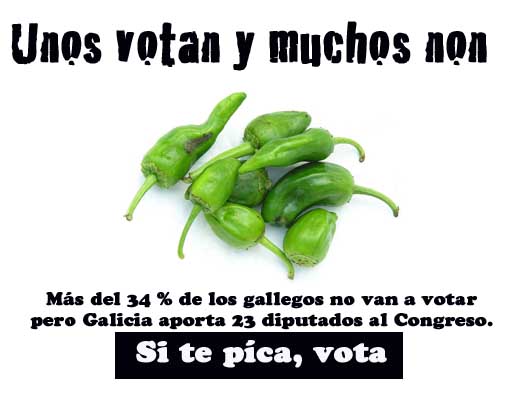 Unos votan y muchos non
Más del 34 % de los gallegos no van a votar
pero Galicia aporta 23 diputados al Congreso.
Si te pica, vota